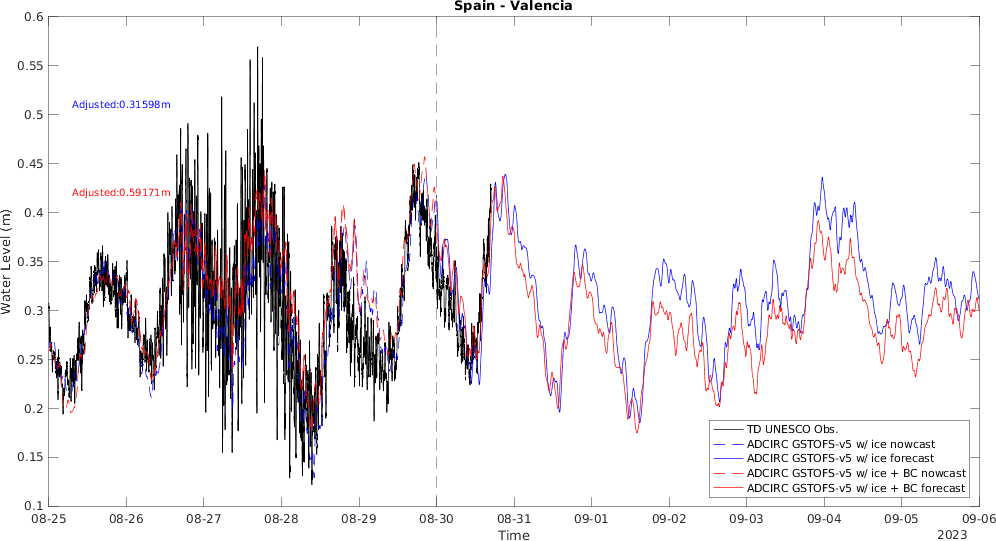 Spain - Valencia
0.6
0.55
0.5
0.45
0.4
0.35
0.3
0.25
0.2
0.15
0.1
Water Level (m)
Adjusted:0.31598m
Adjusted:0.59171m
TD UNESCO Obs.
ADCIRC GSTOFS-v5 w/ ice nowcast
ADCIRC GSTOFS-v5 w/ ice forecast
ADCIRC GSTOFS-v5 w/ ice + BC nowcast
ADCIRC GSTOFS-v5 w/ ice + BC forecast
08-25 08-26 08-27 08-28 08-29 08-30 08-31 09-01 09-02 09-03 09-04 09-05 09-06
Time
2023